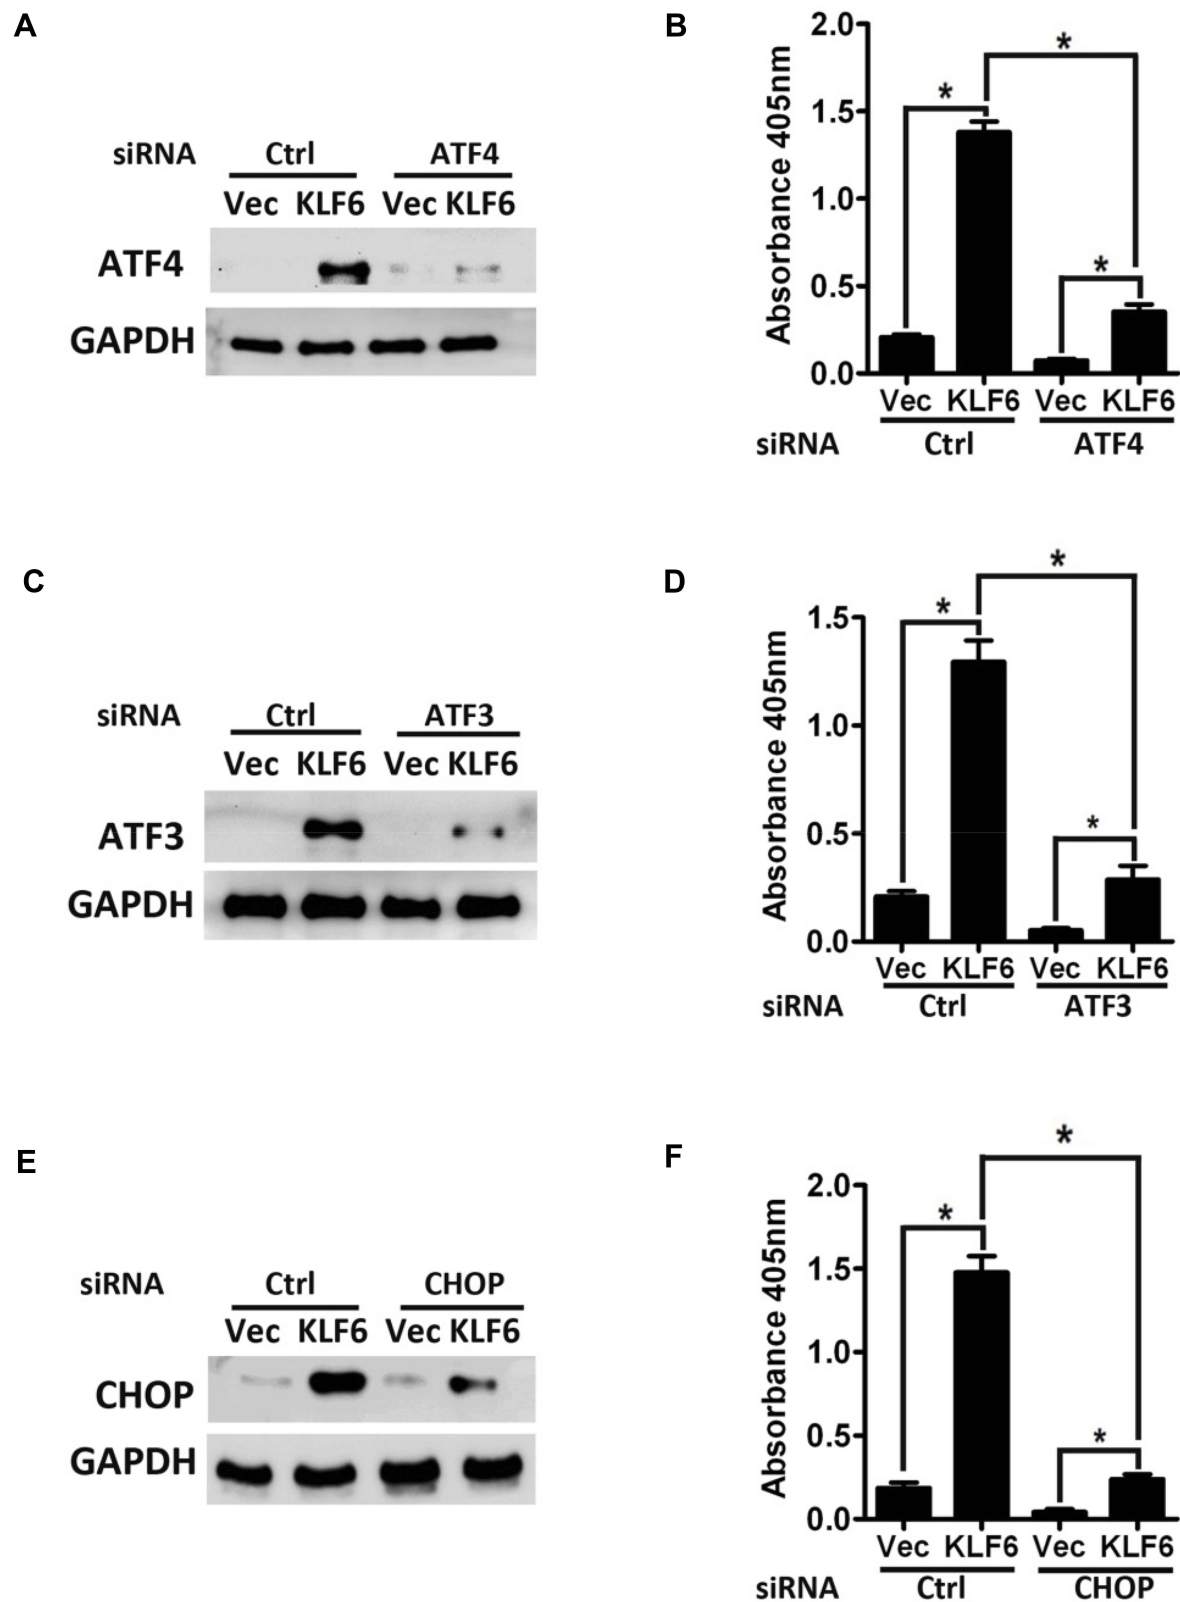 A
siRNA Ctrl ATF4
Vec KLF6 Vec KLF6
ATF4
GAPDH
B
Absorbance 405nm
2.0
1.5
1.0
0.5
0.0
* * *
Vec KLF6 Vec KLF6
siRNA Ctrl ATF4
C
siRNA Ctrl ATF3
Vec KLF6 Vec KLF6
ATF3
GAPDH
D
Absorbance 405nm
1.5
1.0
0.5
0.0
* * *
Vec KLF6 Vec KLF6
siRNA Ctrl ATF3
E
siRNA Ctrl CHOP
Vec KLF6 Vec KLF6
CHOP
GAPDH
F
Absorbance 405nm
2.0
1.5
1.0
0.5
0.0
* * *
Vec KLF6 Vec KLF6
siRNA Ctrl CHOP